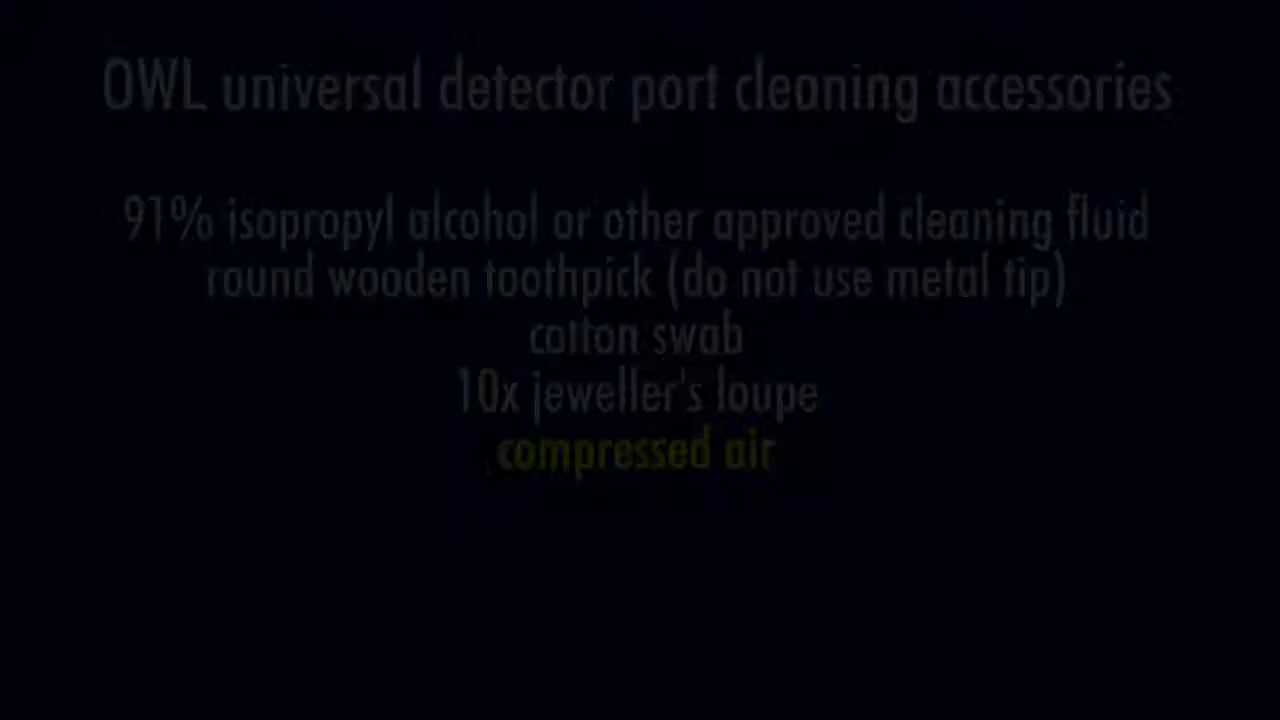 OWL universal detector port cleaning accessories
91% isopropyl alcohol or other approved cleaning fluid
round wooden toothpick (do not use metal tip)
cotton swab
10x jeweller's loupe
compressed air